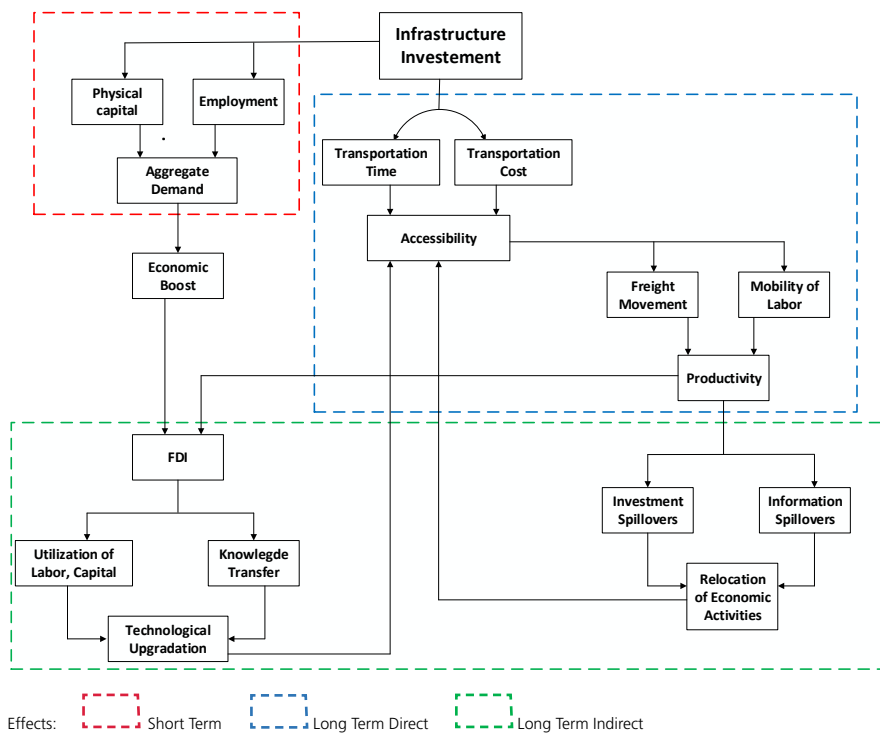 Infrastructure
Investement
Physical
capital
Employment
Aggregate
Demand
Economic
Boost
Transportation
Time
Transportation
Cost
Accessibility
Freight
Movement
Mobility of
Labor
Productivity
FDI
Utilization of
Labor, Capital
Knowlegde
Transfer
Technological
Upgradation
Investment
Spillovers
Information
Spillovers
Relocation
of Economic
Activities
Effects: Short Term Long Term Direct Long Term Indirect